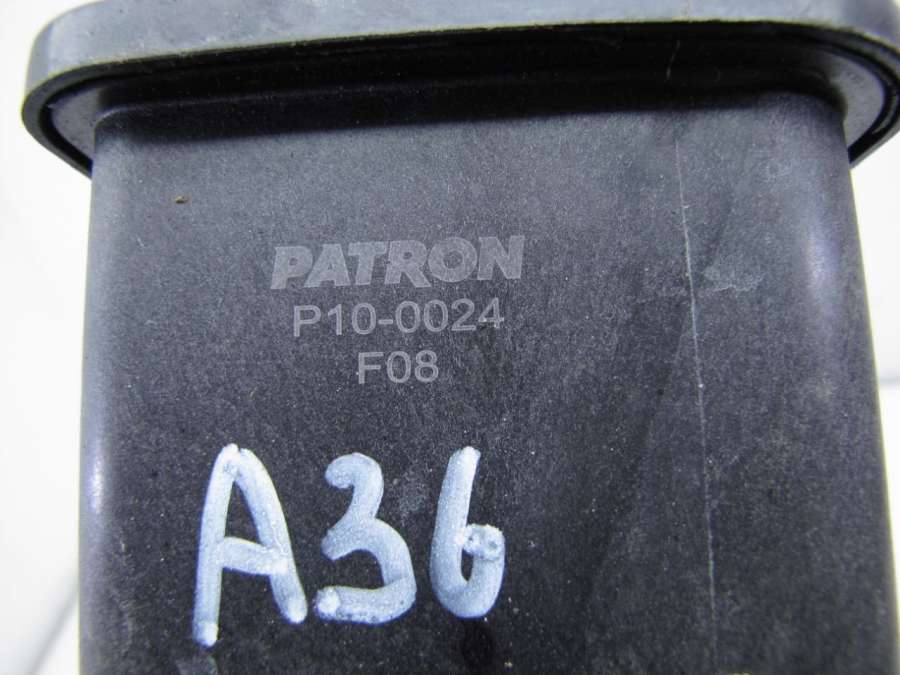 PATRON
P10-0024
F08
A36